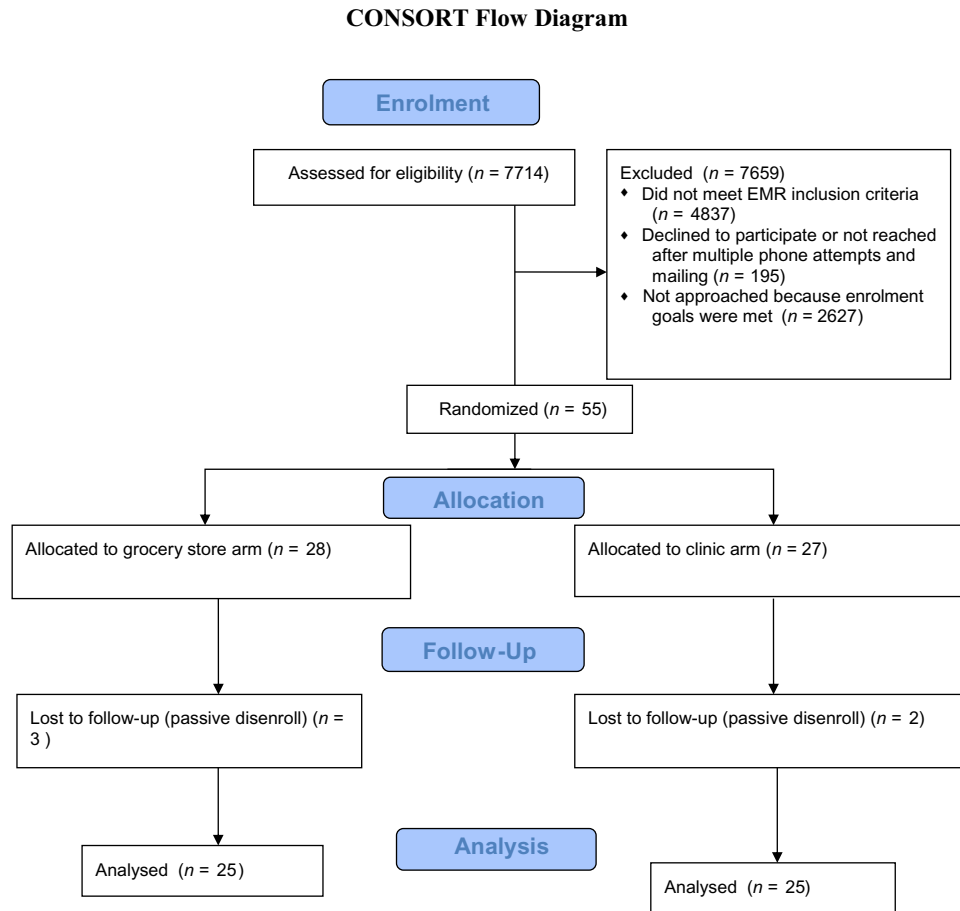 CONSORT Flow Diagram
Enrolment
Assessed for eligibility (n = 7714)
Excluded (n = 7659)
♦ Did not meet EMR inclusion criteria
(n = 4837)
♦ Declined to participate or not reached
after multiple phone attempts and
mailing (n = 195)
♦ Not approached because enrolment
goals were met (n = 2627)
Randomized (n = 55)
Allocation
Allocated to grocery store arm (n = 28)
Allocated to clinic arm (n = 27)
Follow-Up
Lost to follow-up (passive disenroll) (n =
3 )
Lost to follow-up (passive disenroll) (n = 2)
Analysis
Analysed (n = 25)
Analysed (n = 25)